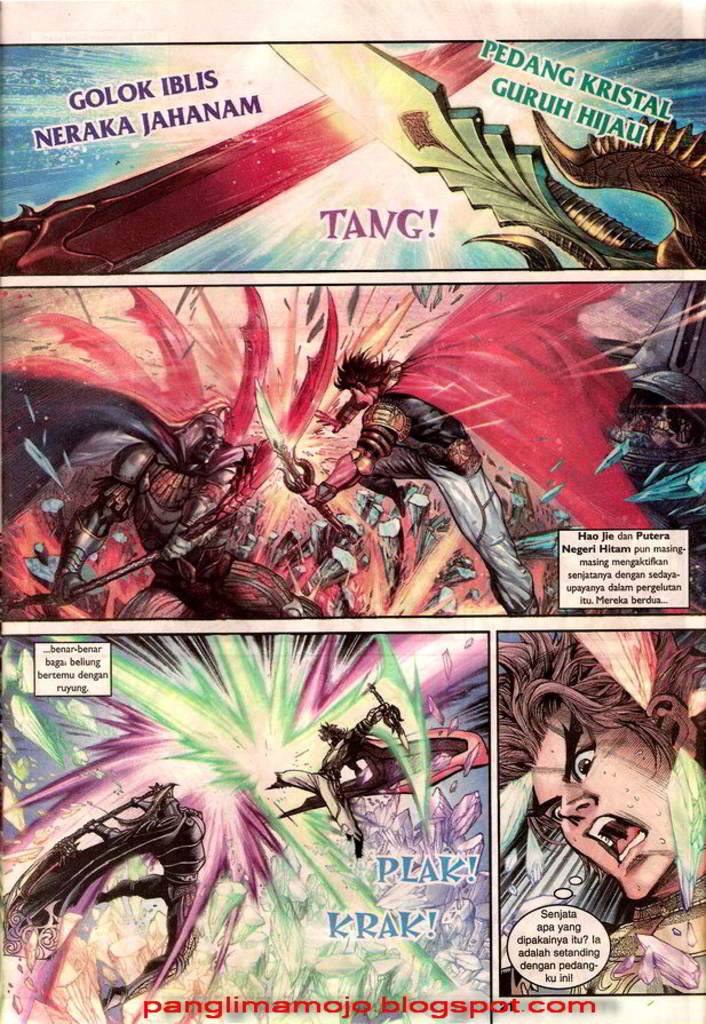 GOLOK IBLIS
NERAKA JAHANAM
PEDANG KRISTAL
GURUH HIJAU
TANG!
Hao Jie dan Putera
Negeri Hitam pun masing-
masing mengaktifkan
senjatanya dengan sedaya-
upayanya dalam pergelutan
itu. Mereka berdua...
...benar-benar
bagai beliung
bertemu dengan
ruyung.
PLAK!
KRAK!
Senjata
apa yang
dipakainya itu? Ia
adalah setanding
dengan pedang-
ku ini!
panglimamojo.blogspot.com